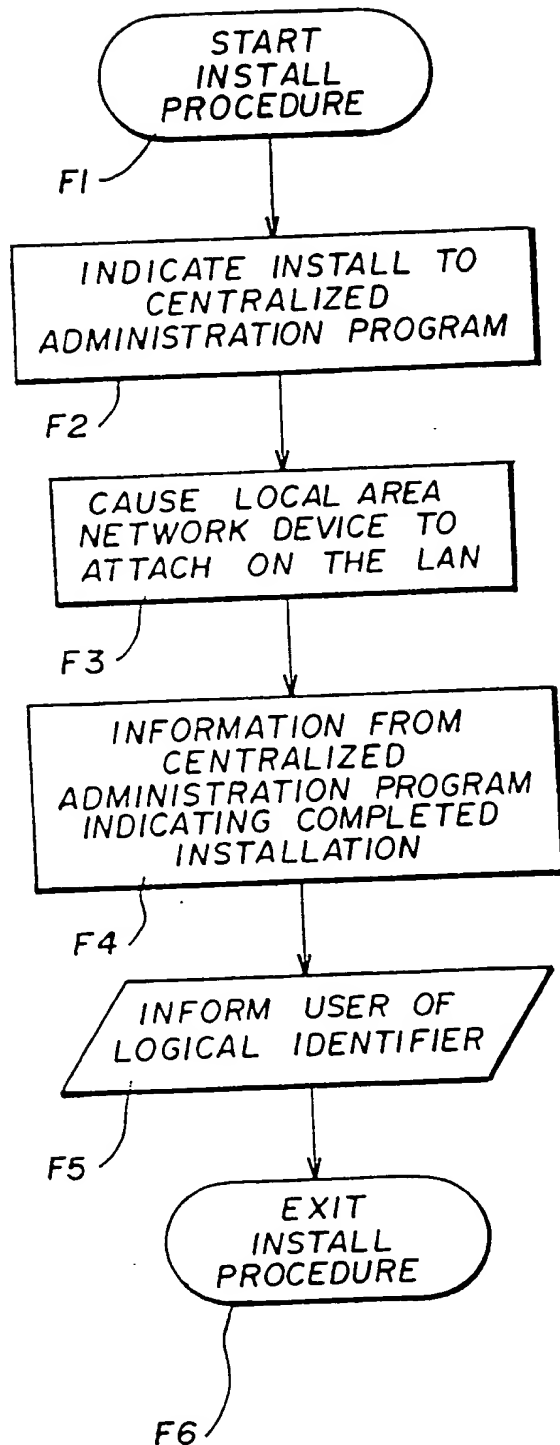 START
INSTALL
PROCEDURE
F1
INDICATE INSTALL TO
CENTRALIZED
ADMINISTRATION PROGRAM
F2
CAUSE LOCAL AREA
NETWORK DEVICE TO
ATTACH ON THE LAN
F3
INFORMATION FROM
CENTRALIZED
ADMINISTRATION PROGRAM
INDICATING COMPLETED
INSTALLATION
F4
INFORM USER OF
LOGICAL IDENTIFIER
F5
EXIT
INSTALL
PROCEDURE
F6